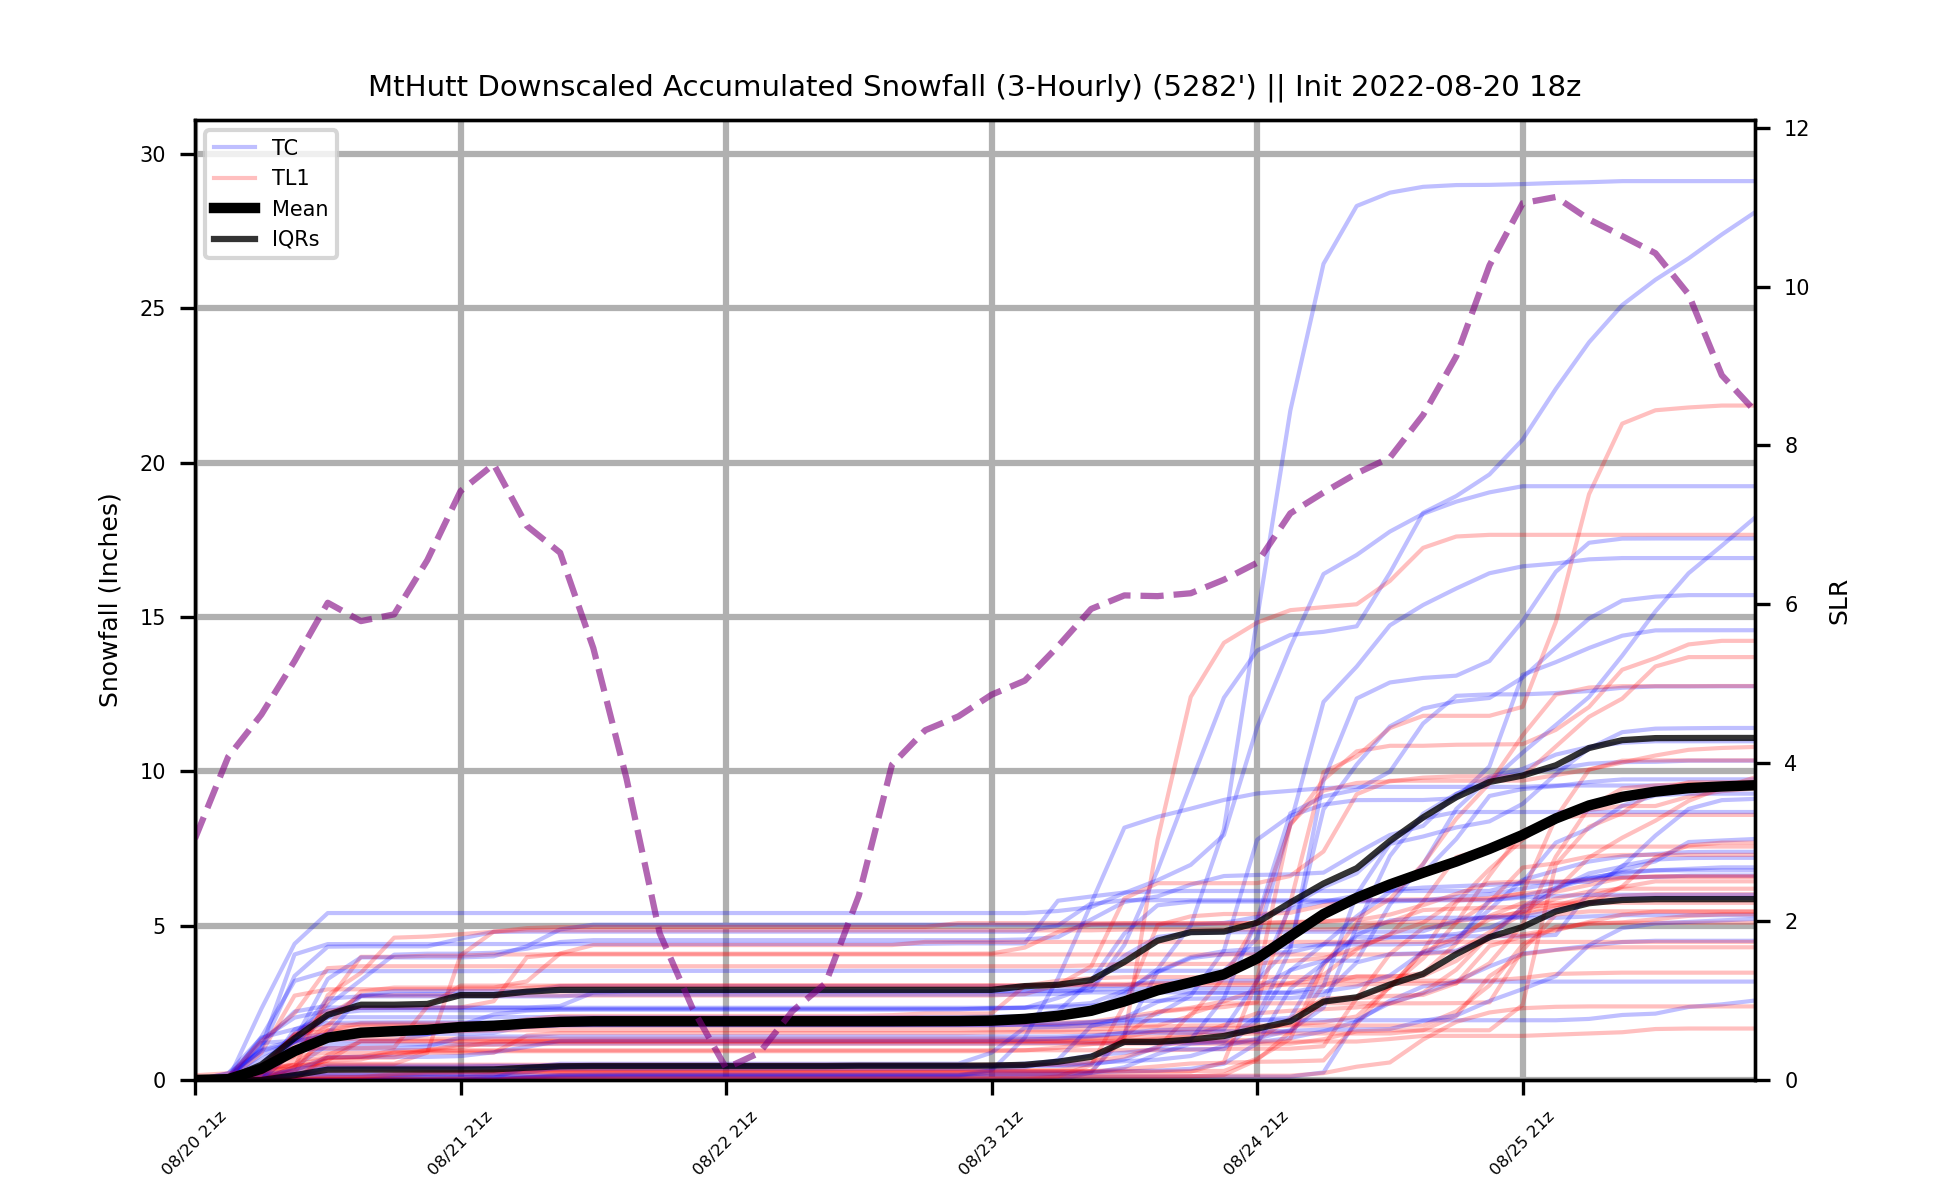 MtHutt Downscaled Accumulated Snowfall (3-Hourly) (5282') || Init 2022-08-20 18z
TC
TL1
Mean
IQRs
Snowfall (Inches)
30
25
20
15
10
5
0
12
10
8
6
4
2
0
SLR
08/20 21z
08/21 21z
08/22 21z
08/23 21z
08/24 21z
08/25 21z